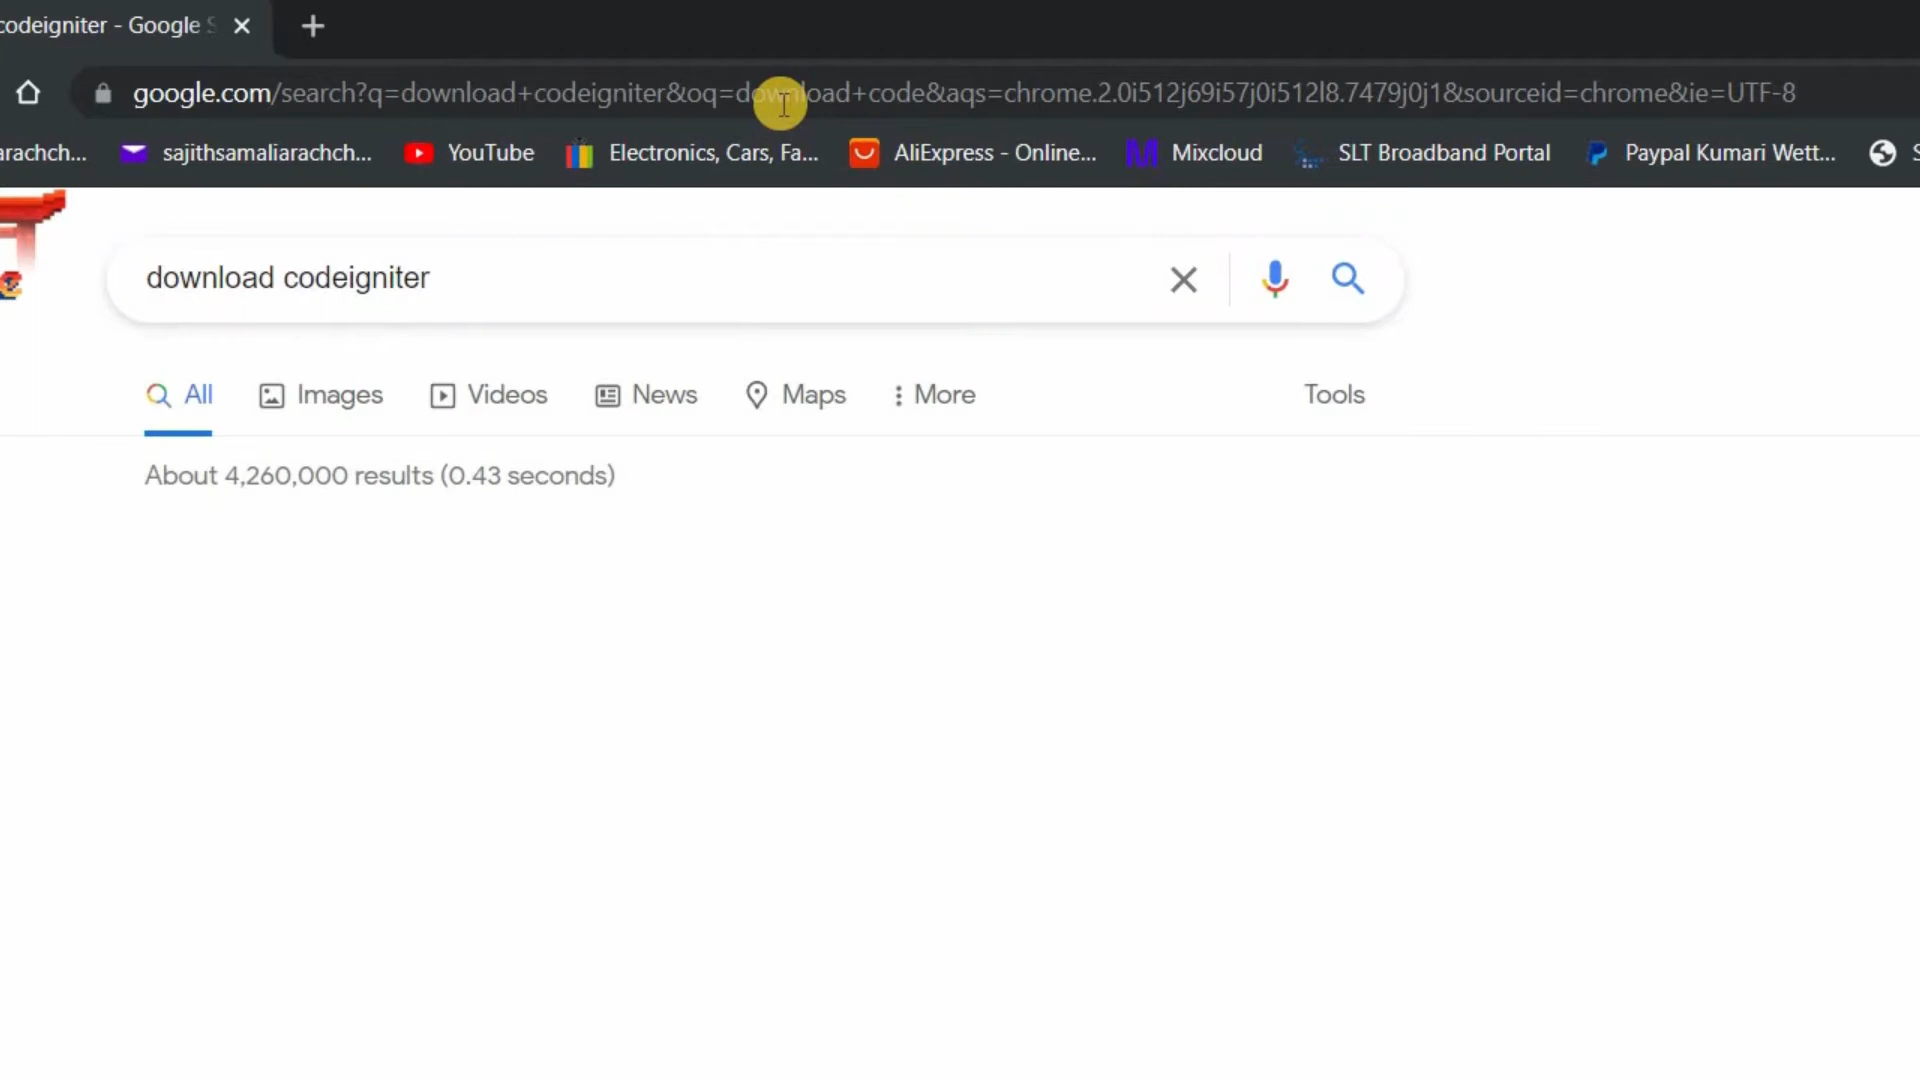 codeigniter - Google S
google.com/search?q=download+codeigniter&oq=download+code&aqs=chrome.2.0i512j69i57j0i512l8.7479j0j1&sourceid=chrome&ie=UTF-8
arachch... sajithsamaliarachch... YouTube Electronics, Cars, Fa... AliExpress - Online... Mixcloud SLT Broadband Portal Paypal Kumari Wett... S
download codeigniter
All Images Videos News Maps More Tools
About 4,260,000 results (0.43 seconds)